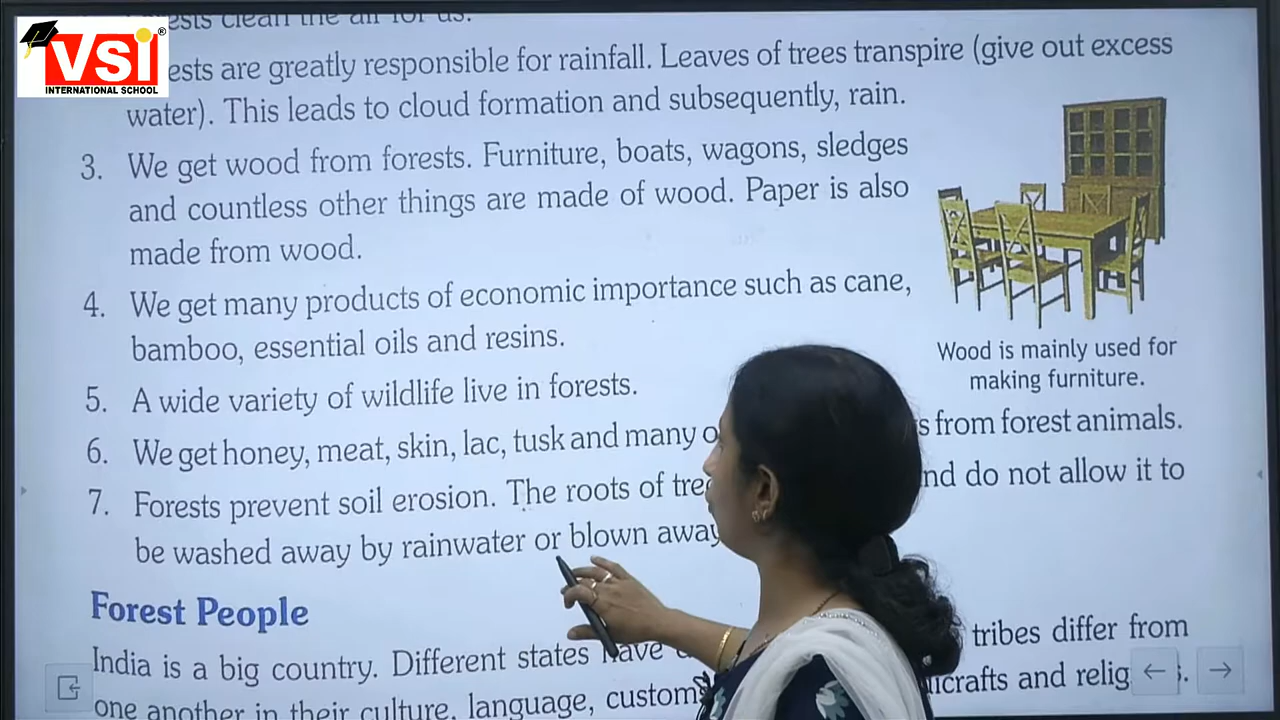 VSI
INTERNATIONAL SCHOOL
clean the air for us.
are greatly responsible for rainfall. Leaves of trees transpire (give out excess
water). This leads to cloud formation and subsequently, rain.
3. We get wood from forests. Furniture, boats, wagons, sledges
and countless other things are made of wood. Paper is also
made from wood.
4. We get many products of economic importance such as cane,
bamboo, essential oils and resins.
Wood is mainly used for
making furniture.
5. A wide variety of wildlife live in forests.
6. We get honey, meat, skin, lac, tusk and many from forest animals.
7. Forests prevent soil erosion. The roots of do not allow it to
be washed away by rainwater or blown away
Forest People
India is a big country. Different states have tribes differ from
one another in their culture, language, and